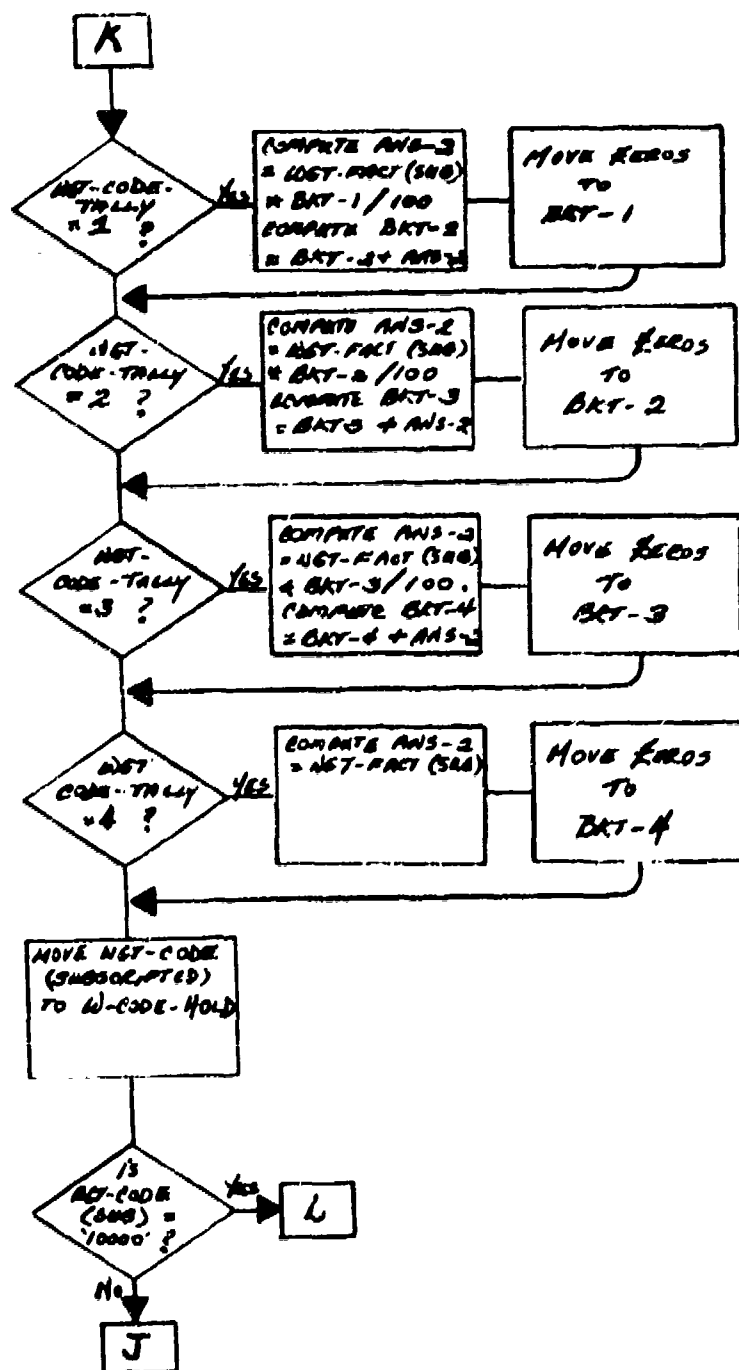 K
WGT-CODE-
TALLY
= 1 ?
YES
COMPUTE ANS-2
= WGT-FACT (SUB)
* BKT-1/100
COMPUTE BKT-2
= BKT-2 + ANS-2
MOVE ZEROS
TO
BKT-1
WGT-
CODE-TALLY
= 2 ?
YES
COMPUTE ANS-2
= WGT-FACT (SUB)
* BKT-2/100
COMPUTE BKT-3
= BKT-3 + ANS-2
MOVE ZEROS
TO
BKT-2
WGT-
CODE-TALLY
= 3 ?
YES
COMPUTE ANS-2
= WGT-FACT (SUB)
* BKT-3/100.
COMPUTE BKT-4
= BKT-4 + ANS-2
MOVE ZEROS
TO
BKT-3
WGT
CODE-TALLY
= 4 ?
YES
COMPUTE ANS-2
= WGT-FACT (SUB)
MOVE ZEROS
TO
BKT-4
MOVE WGT-CODE
(SUBSCRIPTED)
TO W-CODE-HOLD
IS
WGT-CODE
(SUB) =
'10000' ?
YES
L
NO
J